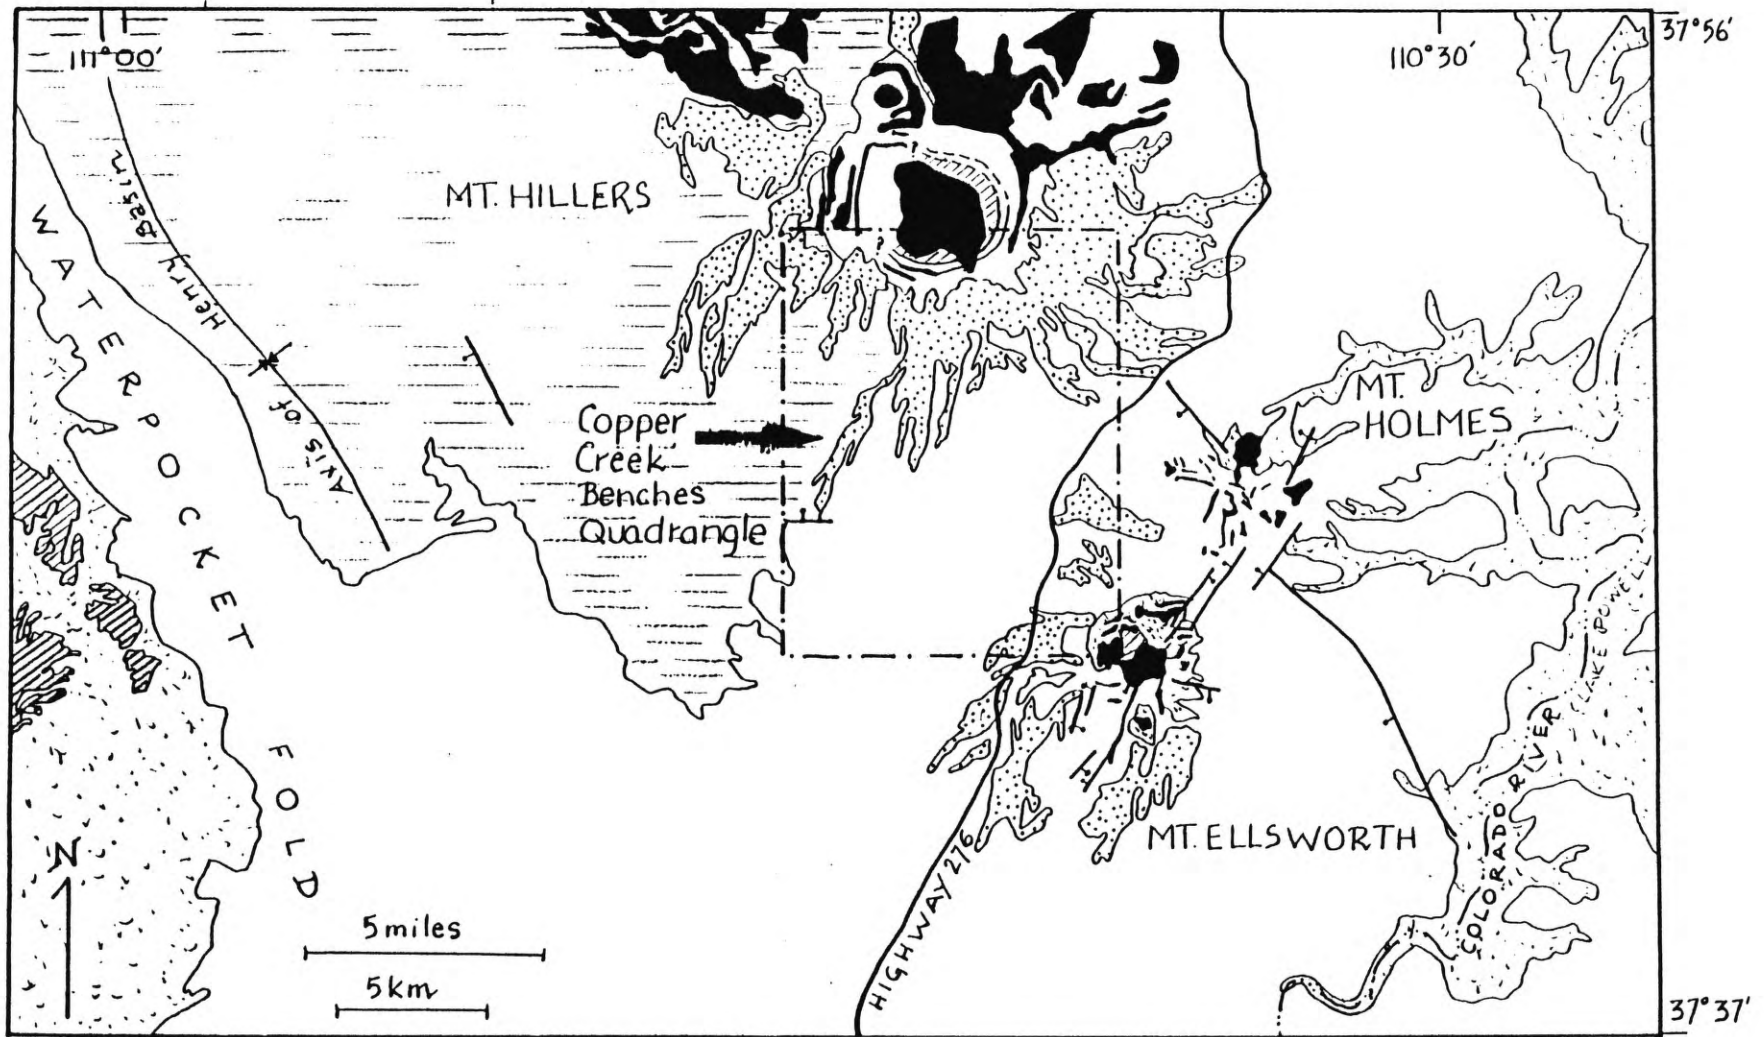 111°00'
110°30'
37°56'
MT. HILLERS
WATERPOCKET FOLD
Axis of Henry Basin
Copper
Creek
Benches
Quadrangle
MT.
HOLMES
MT. ELLSWORTH
COLORADO RIVER (LAKE POWELL)
HIGHWAY 276
N
5 miles
5 km
37°37'
?
?